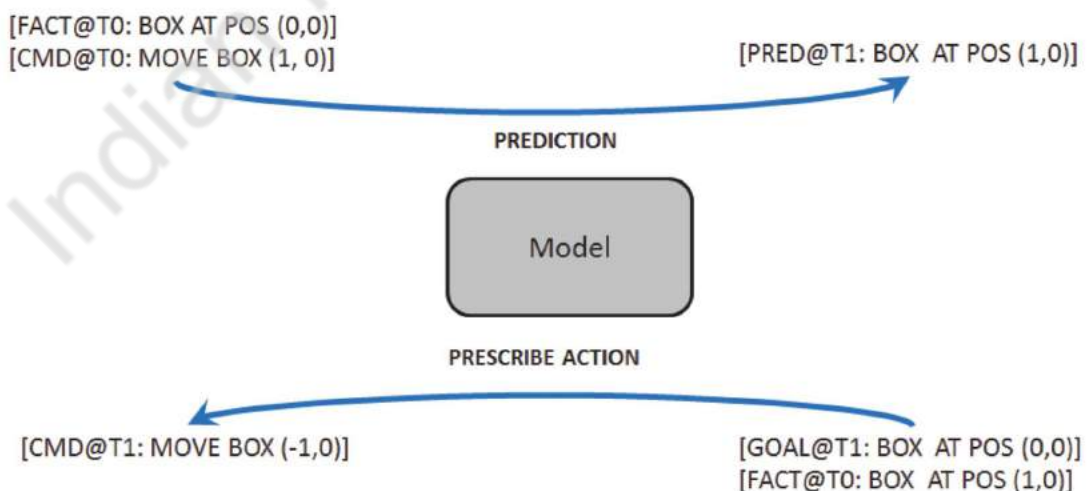 [FACT@T0: BOX AT POS (0,0)]
[CMD@T0: MOVE BOX (1, 0)]
[PRED@T1: BOX AT POS (1,0)]
PREDICTION
Model
PRESCRIBE ACTION
[CMD@T1: MOVE BOX (-1,0)]
[GOAL@T1: BOX AT POS (0,0)]
[FACT@T0: BOX AT POS (1,0)]
Indian